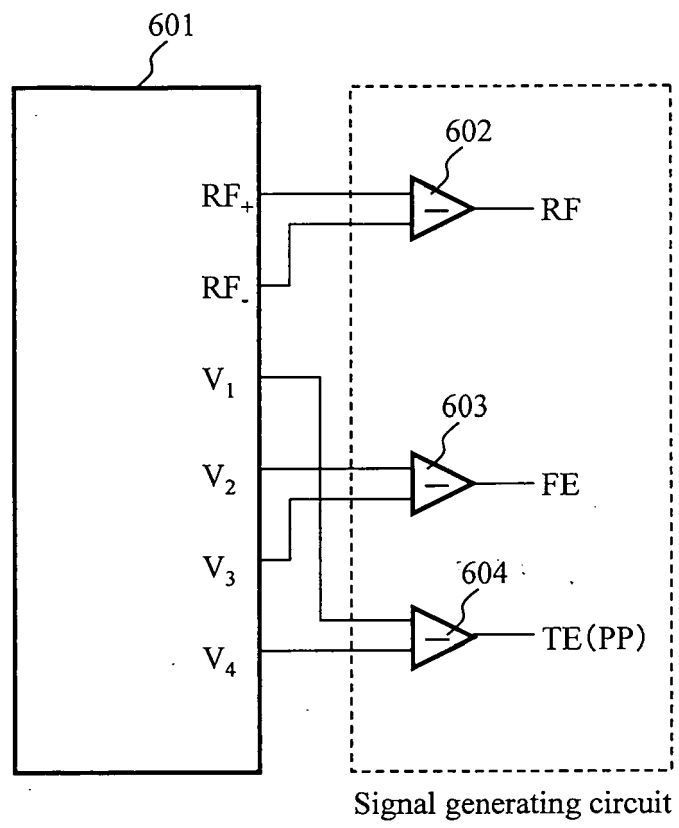 601
602
RF+
RF
RF-
V1
603
V2
FE
V3
604
TE(PP)
V4
Signal generating circuit